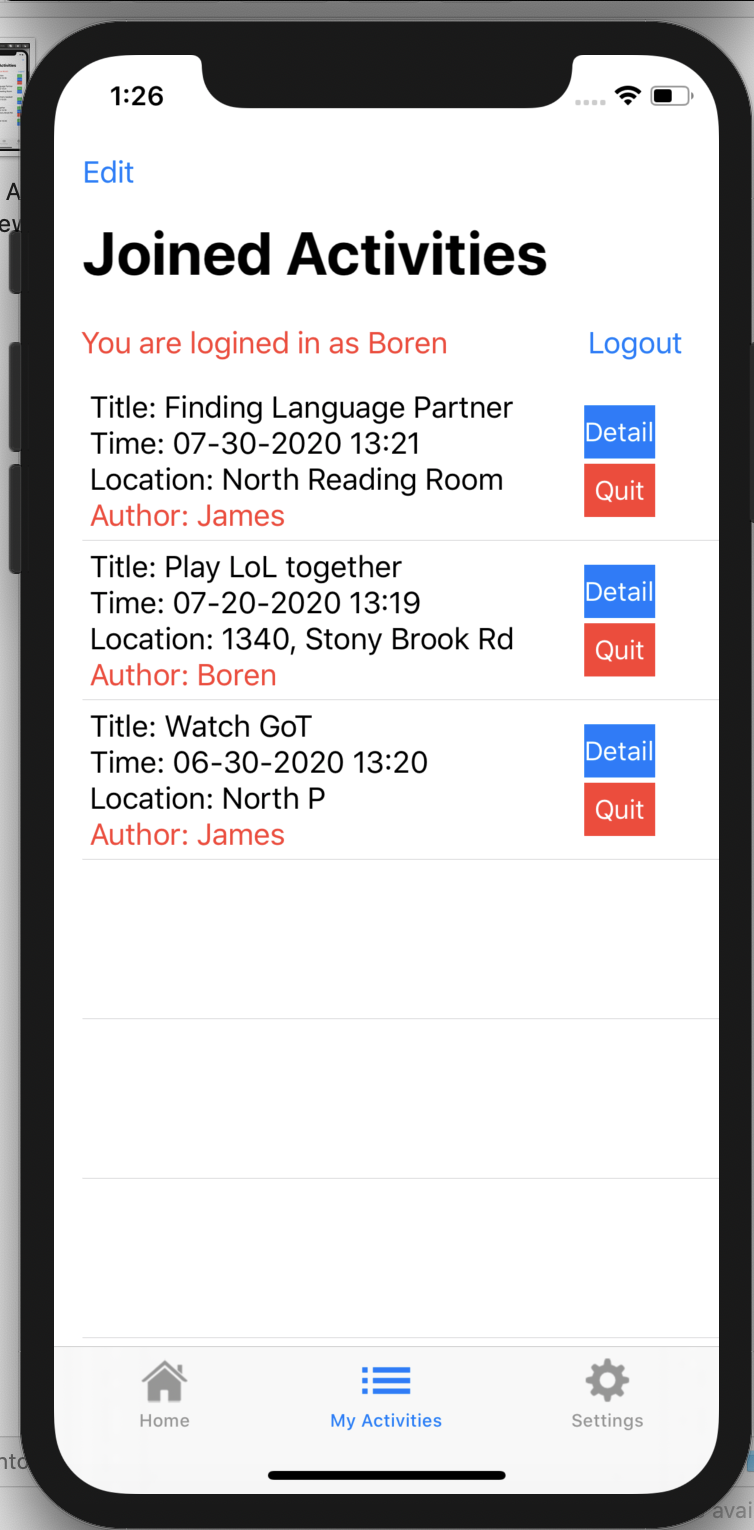 1:26
Edit
Joined Activities
You are logined in as Boren
Logout
Title: Finding Language Partner
Time: 07-30-2020 13:21
Location: North Reading Room
Author: James
Detail
Quit
Title: Play LoL together
Time: 07-20-2020 13:19
Location: 1340, Stony Brook Rd
Author: Boren
Detail
Quit
Title: Watch GoT
Time: 06-30-2020 13:20
Location: North P
Author: James
Detail
Quit
Home
My Activities
Settings